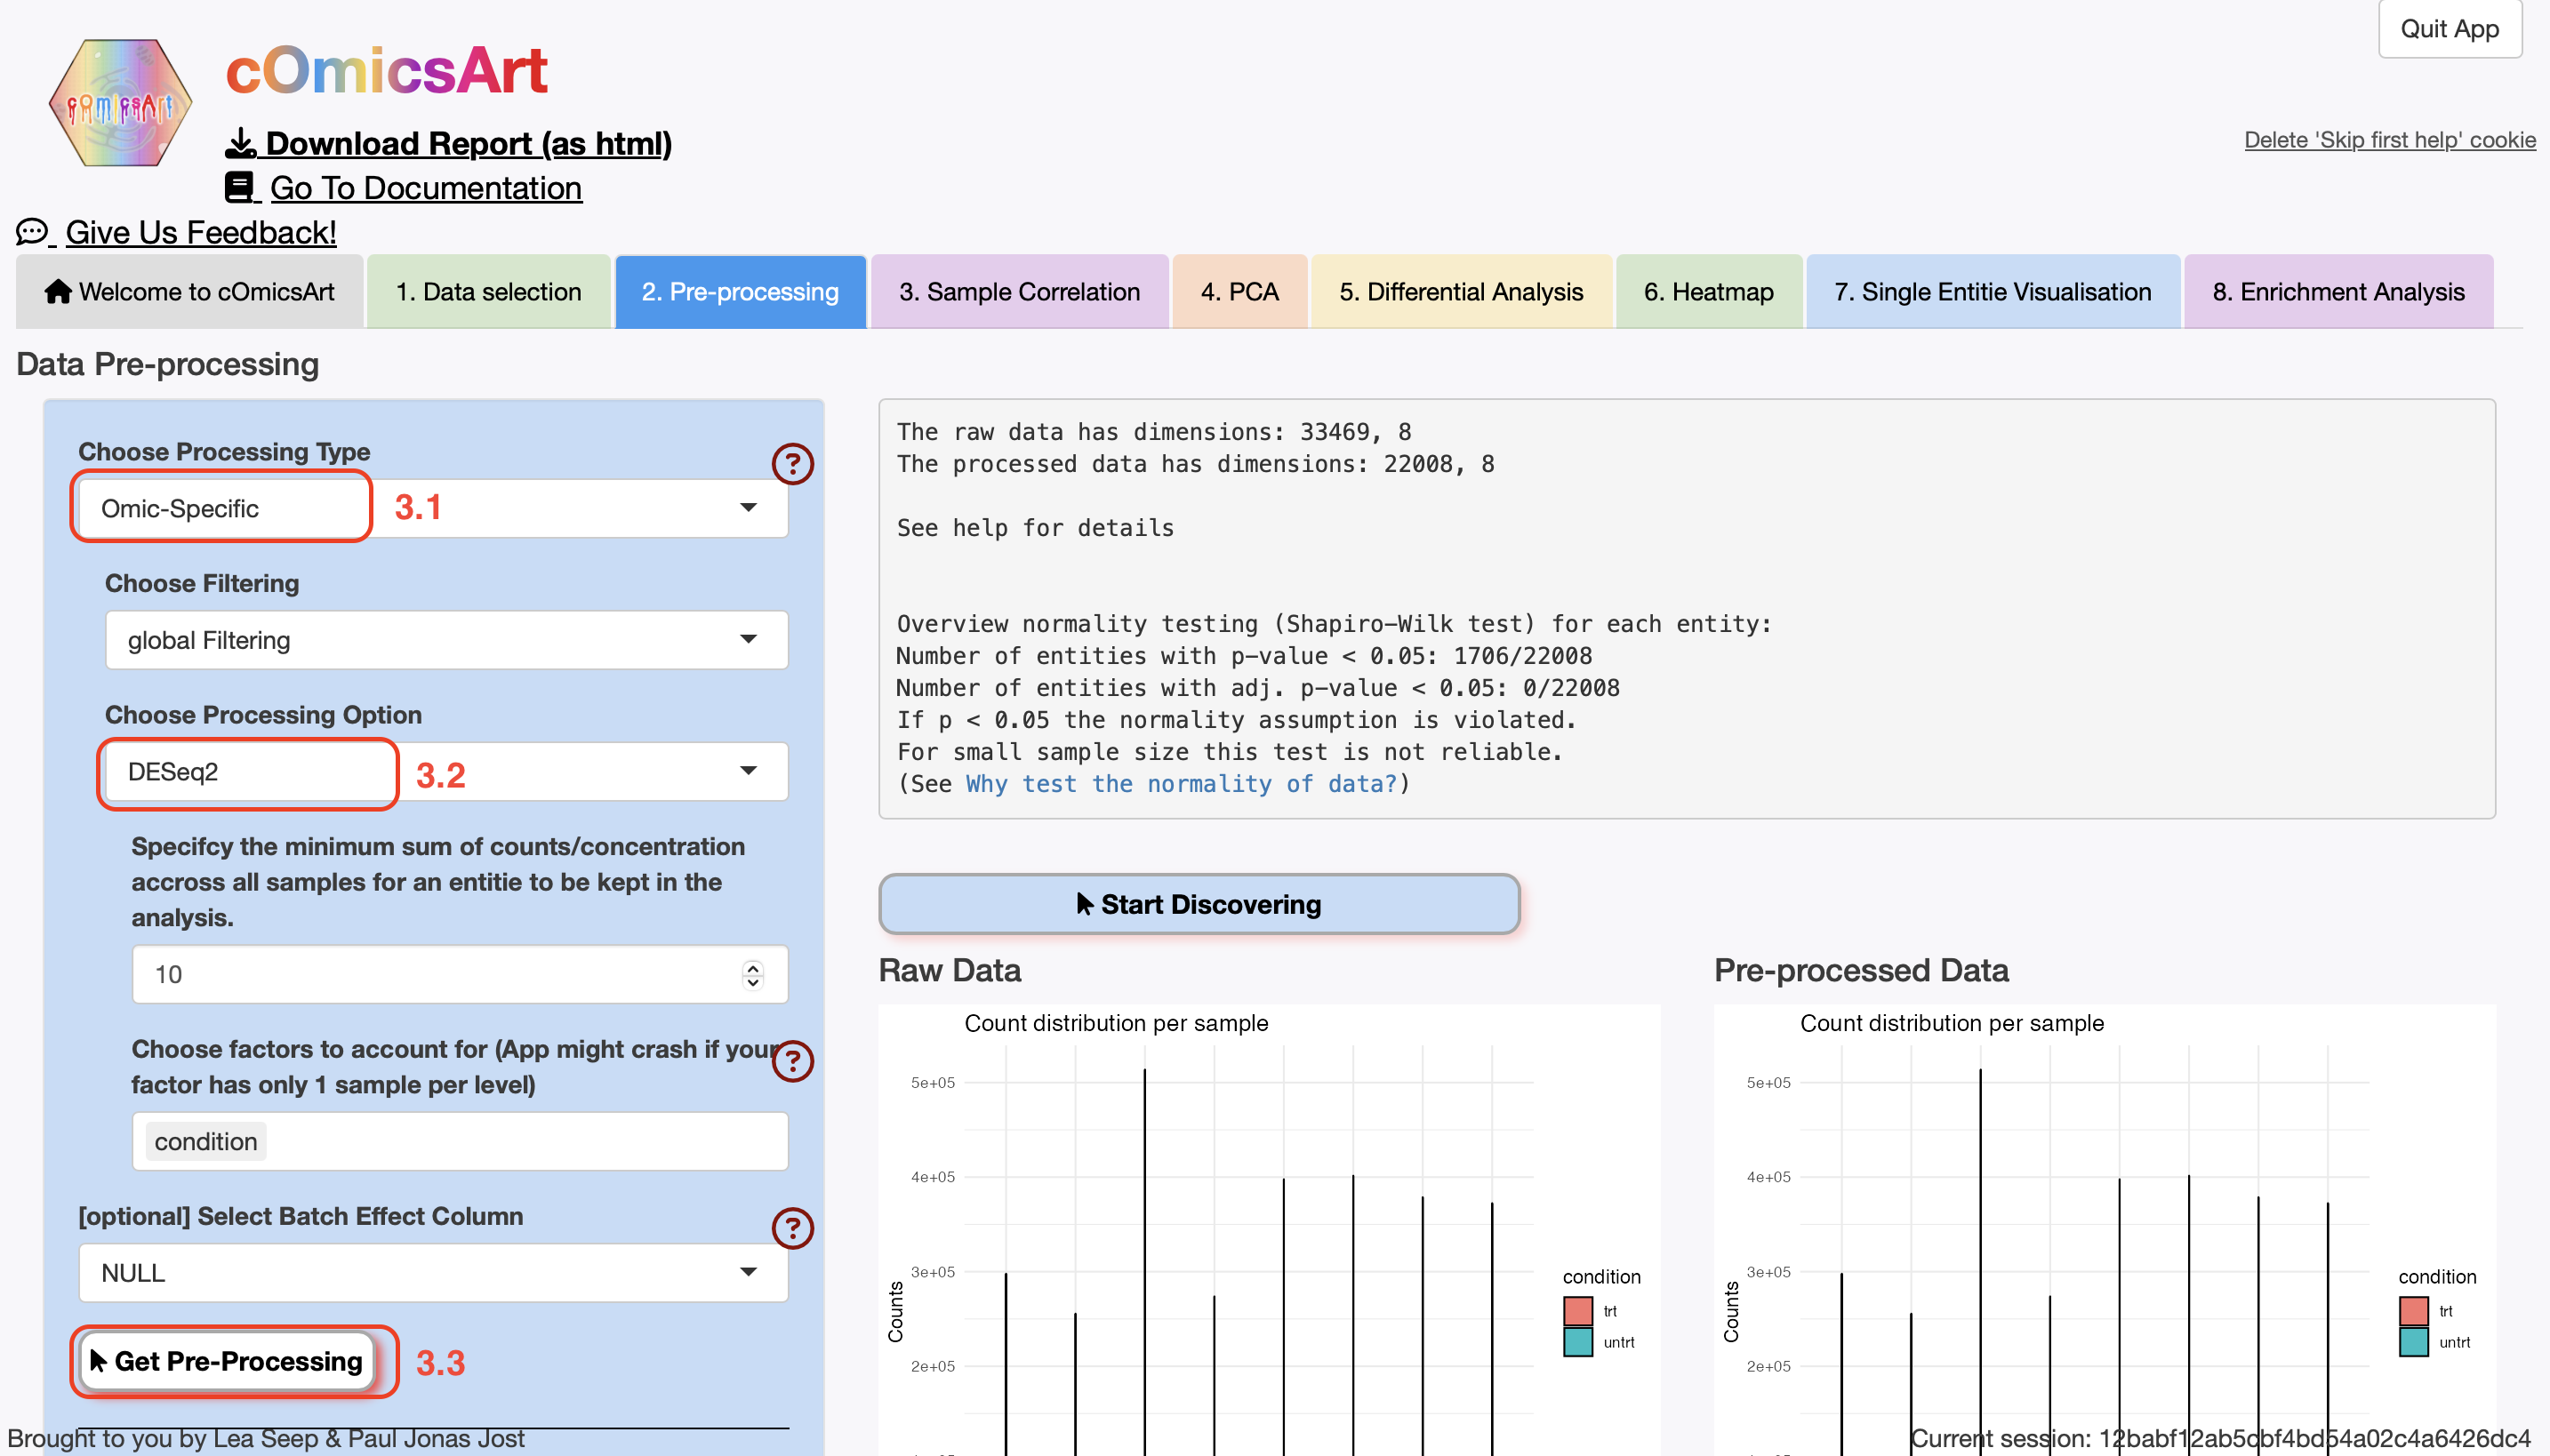 Quit App
cOmicsArt
cOmicsArt
Download Report (as html)
Delete 'Skip first help' cookie
Go To Documentation
Give Us Feedback!
Welcome to cOmicsArt
1. Data selection
2. Pre-processing
3. Sample Correlation
4. PCA
5. Differential Analysis
6. Heatmap
7. Single Entitie Visualisation
8. Enrichment Analysis
Data Pre-processing
Choose Processing Type
?
Omic-Specific
3.1
Choose Filtering
global Filtering
Choose Processing Option
DESeq2
3.2
Specifcy the minimum sum of counts/concentration
accross all samples for an entitie to be kept in the
analysis.
10
Choose factors to account for (App might crash if your
factor has only 1 sample per level)
?
condition
[optional] Select Batch Effect Column
?
NULL
Get Pre-Processing
3.3
The raw data has dimensions: 33469, 8
The processed data has dimensions: 22008, 8
See help for details
Overview normality testing (Shapiro-Wilk test) for each entity:
Number of entities with p-value < 0.05: 1706/22008
Number of entities with adj. p-value < 0.05: 0/22008
If p < 0.05 the normality assumption is violated.
For small sample size this test is not reliable.
(See Why test the normality of data?)
Start Discovering
Raw Data
Count distribution per sample
5e+05
4e+05
3e+05
2e+05
Counts
condition
trt
untrt
Pre-processed Data
Count distribution per sample
5e+05
4e+05
3e+05
2e+05
Counts
condition
trt
untrt
Brought to you by Lea Seep & Paul Jonas Jost
Current session: 12babf12ab5cbf4bd54a02c4a6426dc4